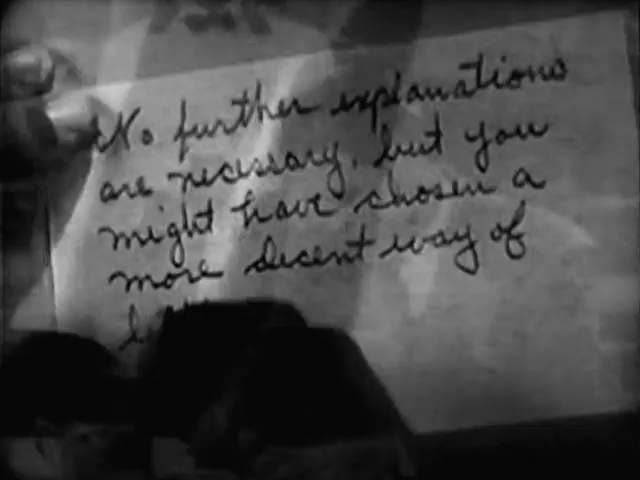 No further explanations
are necessary, but you
might have chosen a
more decent way of